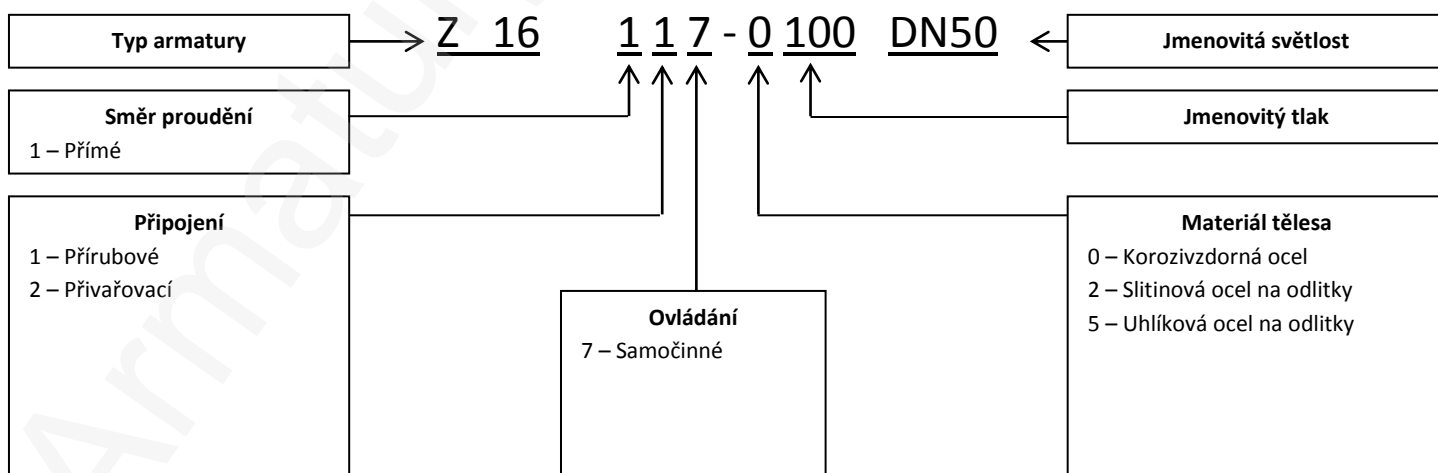 Typ armatury
Z 16 1 1 7 - 0 100 DN50
Jmenovitá světlost
Směr proudění
1 – Přímé
Jmenovitý tlak
Připojení
1 – Přírubové
2 – Přivařovací
Ovládání
7 – Samočinné
Materiál tělesa
0 – Korozivzdorná ocel
2 – Slitinová ocel na odlitky
5 – Uhlíková ocel na odlitky
Armatu